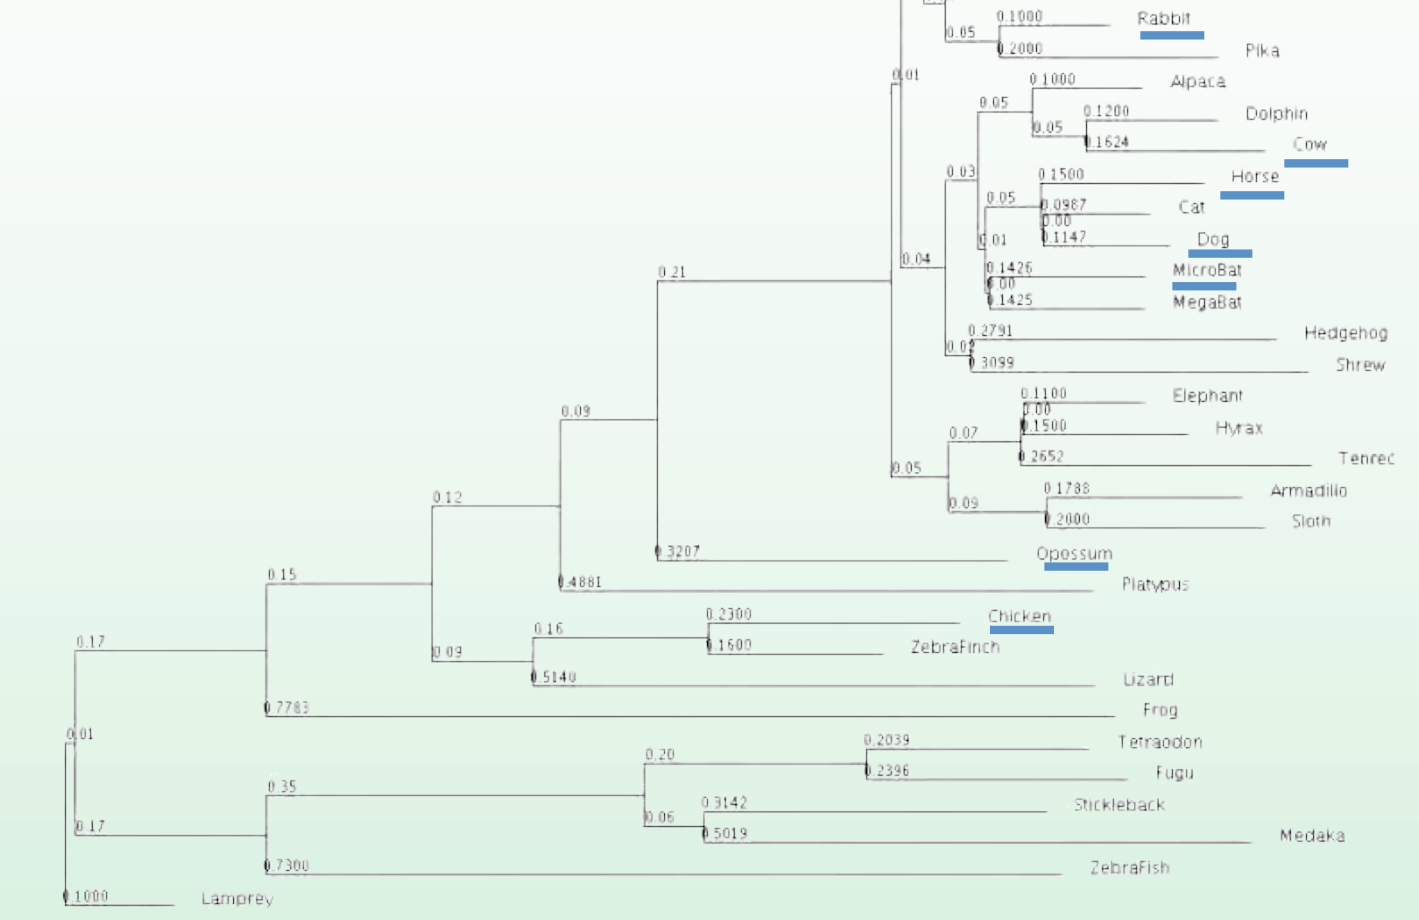 0.1000 Rabbit
0.05
0.2000 Pika
0.01
0.1000 Alpaca
0.05
0.1200 Dolphin
0.05
0.1624 Cow
0.03
0.1500 Horse
0.05
0.0987 Cat
0.00
0.1147 Dog
0.01
0.04
0.1426 MicroBat
0.00
0.1425 MegaBat
0.21
0.2791 Hedgehog
0.02
0.3099 Shrew
0.1100 Elephant
0.00
0.1500 Hyrax
0.07
0.2652 Tenrec
0.09
0.05
0.1788 Armadillo
0.09
0.2000 Sloth
0.12
0.3207 Opossum
0.4881 Platypus
0.15
0.2300 Chicken
0.16
0.1600 ZebraFinch
0.09
0.5140 Lizard
0.17
0.7783 Frog
0.01
0.2039 Tetraodon
0.20
0.2396 Fugu
0.35
0.3142 Stickleback
0.06
0.5019 Medaka
0.17
0.7300 ZebraFish
0.1000 Lamprey